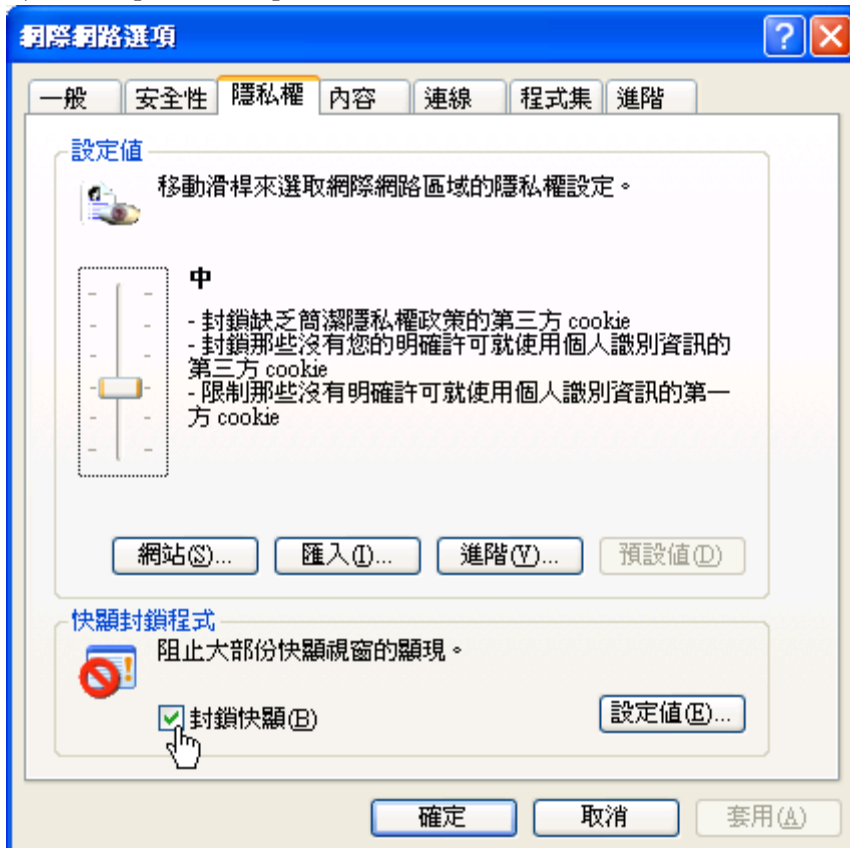 網際網路選項
一般 安全性 隱私權 內容 連線 程式集 進階
設定值
移動滑桿來選取網際網路區域的隱私權設定。
中
- 封鎖缺乏簡潔隱私權政策的第三方 cookie
- 封鎖那些沒有您的明確許可就使用個人識別資訊的
第三方 cookie
- 限制那些沒有明確許可就使用個人識別資訊的第一
方 cookie
網站(S)... 匯入(I)... 進階(V)... 預設值(D)
快顯封鎖程式
阻止大部份快顯視窗的顯現。
封鎖快顯(B) 設定值(E)...
確定 取消 套用(A)